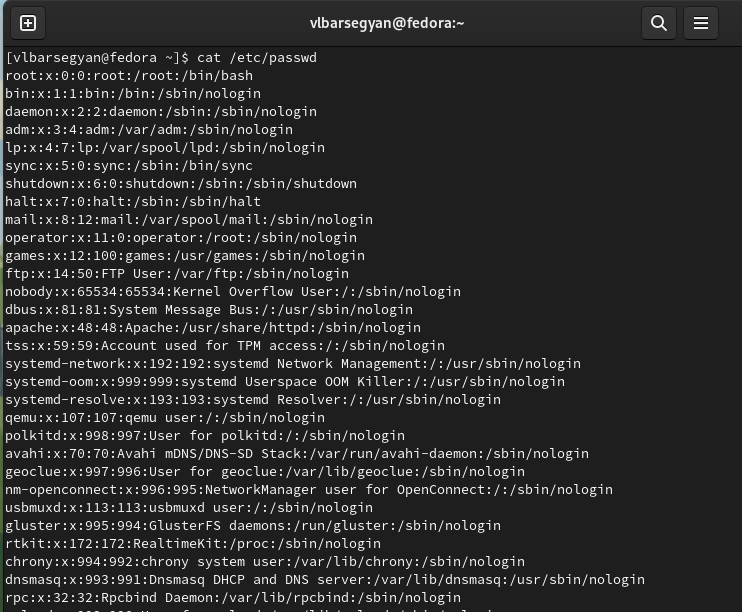 vlbarsegyan@fedora:~
[vlbarsegyan@fedora ~]$ cat /etc/passwd
root:x:0:0:root:/root:/bin/bash
bin:x:1:1:bin:/bin:/sbin/nologin
daemon:x:2:2:daemon:/sbin:/sbin/nologin
adm:x:3:4:adm:/var/adm:/sbin/nologin
lp:x:4:7:lp:/var/spool/lpd:/sbin/nologin
sync:x:5:0:sync:/sbin:/bin/sync
shutdown:x:6:0:shutdown:/sbin:/sbin/shutdown
halt:x:7:0:halt:/sbin:/sbin/halt
mail:x:8:12:mail:/var/spool/mail:/sbin/nologin
operator:x:11:0:operator:/root:/sbin/nologin
games:x:12:100:games:/usr/games:/sbin/nologin
ftp:x:14:50:FTP User:/var/ftp:/sbin/nologin
nobody:x:65534:65534:Kernel Overflow User:/:/sbin/nologin
dbus:x:81:81:System Message Bus:/:/usr/sbin/nologin
apache:x:48:48:Apache:/usr/share/httpd:/sbin/nologin
tss:x:59:59:Account used for TPM access:/:/sbin/nologin
systemd-network:x:192:192:systemd Network Management:/:/usr/sbin/nologin
systemd-oom:x:999:999:systemd Userspace OOM Killer:/:/usr/sbin/nologin
systemd-resolve:x:193:193:systemd Resolver:/:/usr/sbin/nologin
qemu:x:107:107:qemu user:/:/sbin/nologin
polkitd:x:998:997:User for polkitd:/:/sbin/nologin
avahi:x:70:70:Avahi mDNS/DNS-SD Stack:/var/run/avahi-daemon:/sbin/nologin
geoclue:x:997:996:User for geoclue:/var/lib/geoclue:/sbin/nologin
nm-openconnect:x:996:995:NetworkManager user for OpenConnect:/:/sbin/nologin
usbmuxd:x:113:113:usbmuxd user:/:/sbin/nologin
gluster:x:995:994:GlusterFS daemons:/run/gluster:/sbin/nologin
rtkit:x:172:172:RealtimeKit:/proc:/sbin/nologin
chrony:x:994:992:chrony system user:/var/lib/chrony:/sbin/nologin
dnsmasq:x:993:991:Dnsmasq DHCP and DNS server:/var/lib/dnsmasq:/usr/sbin/nologin
rpc:x:32:32:Rpcbind Daemon:/var/lib/rpcbind:/sbin/nologin